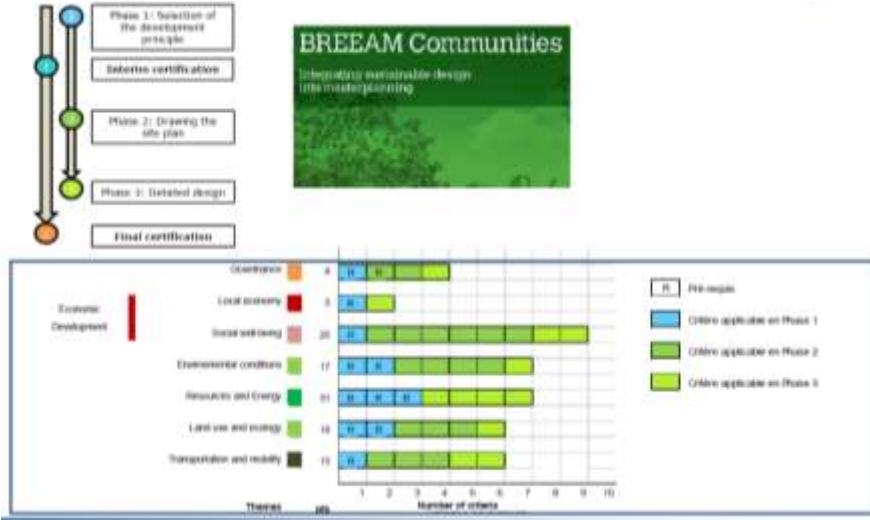 Phase 1: Selection of
the development
principle
Interim certification
Phase 2: Drawing the
site plan
Phase 3: Detailed design
Final certification
BREEAM Communities
Integrating sustainable design
into masterplanning
Economic
Development
Governance
R R
Local economy
R
Social well-being
R
Environmental conditions 17
R R
Resources and Energy
R R R
Land use and ecology
R R
Transportation and mobility
R
1 2 3 4 5 6 7 8 9 10
Themes
pts
Number of criteria
R Pré-requis
Critère applicable en Phase 1
Critère applicable en Phase 2
Critère applicable en Phase 3